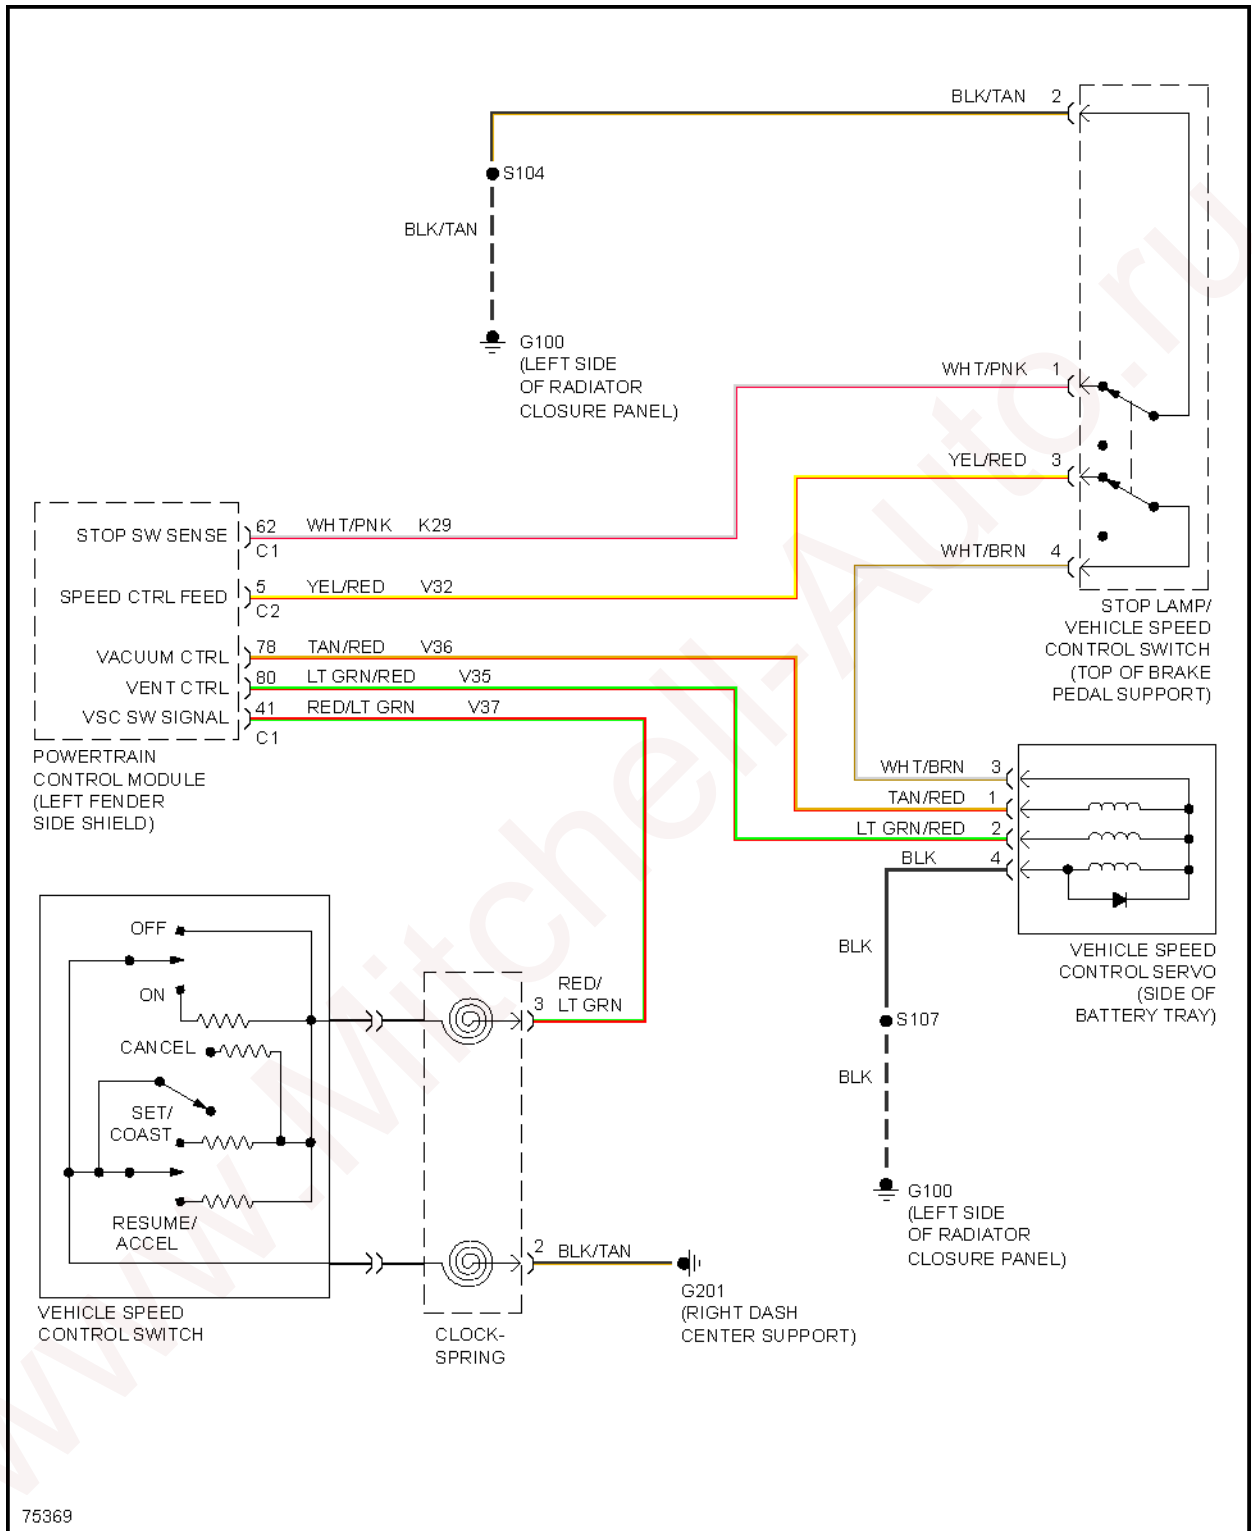 BLK/TAN 2
S104
BLK/TAN
G100
(LEFT SIDE
OF RADIATOR
CLOSURE PANEL)
WHT/PNK 1
YEL/RED 3
WHT/BRN 4
STOP LAMP/
VEHICLE SPEED
CONTROL SWITCH
(TOP OF BRAKE
PEDAL SUPPORT)
STOP SW SENSE 62 WHT/PNK K29
C1
SPEED CTRL FEED 5 YEL/RED V32
C2
VACUUM CTRL 78 TAN/RED V36
VENT CTRL 80 LT GRN/RED V35
VSC SW SIGNAL 41 RED/LT GRN V37
C1
POWERTRAIN
CONTROL MODULE
(LEFT FENDER
SIDE SHIELD)
WHT/BRN 3
TAN/RED 1
LT GRN/RED 2
BLK 4
VEHICLE SPEED
CONTROL SERVO
(SIDE OF
BATTERY TRAY)
BLK
S107
BLK
G100
(LEFT SIDE
OF RADIATOR
CLOSURE PANEL)
OFF
ON
CANCEL
SET/
COAST
RESUME/
ACCEL
VEHICLE SPEED
CONTROL SWITCH
3 RED/
LT GRN
2 BLK/TAN
G201
(RIGHT DASH
CENTER SUPPORT)
CLOCK-
SPRING
75369
www.Mitchell-Auto.ru